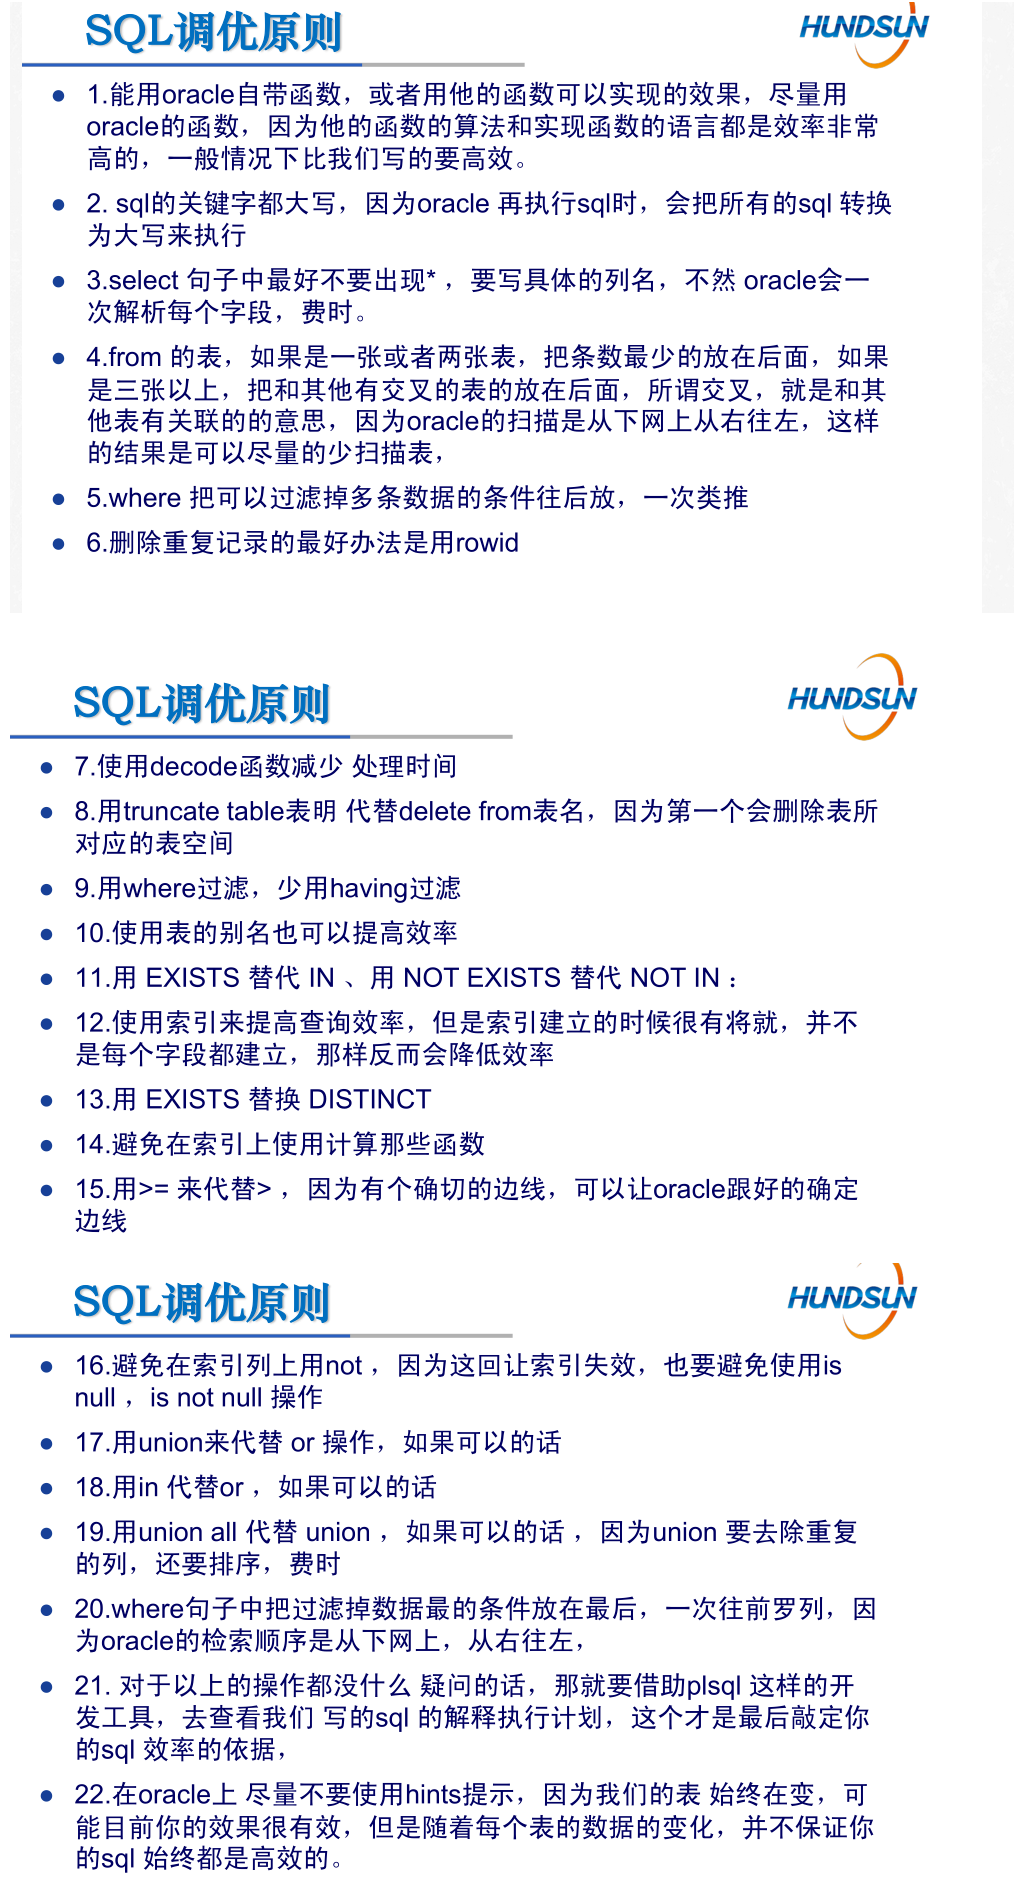 SQL调优原则
HUNDSUN
1.能用oracle自带函数，或者用他的函数可以实现的效果，尽量用
oracle的函数，因为他的函数的算法和实现函数的语言都是效率非常
高的，一般情况下比我们写的要高效。
2. sql的关键字都大写，因为oracle 再执行sql时，会把所有的sql 转换
为大写来执行
3.select 句子中最好不要出现* ，要写具体的列名，不然 oracle会一
次解析每个字段，费时。
4.from 的表，如果是一张或者两张表，把条数最少的放在后面，如果
是三张以上，把和其他有交叉的表的放在后面，所谓交叉，就是和其
他表有关联的的意思，因为oracle的扫描是从下网上从右往左，这样
的结果是可以尽量的少扫描表，
5.where 把可以过滤掉多条数据的条件往后放，一次类推
6.删除重复记录的最好办法是用rowid
SQL调优原则
HUNDSUN
7.使用decode函数减少 处理时间
8.用truncate table表明 代替delete from表名，因为第一个会删除表所
对应的表空间
9.用where过滤，少用having过滤
10.使用表的别名也可以提高效率
11.用 EXISTS 替代 IN 、用 NOT EXISTS 替代 NOT IN ：
12.使用索引来提高查询效率，但是索引建立的时候很有将就，并不
是每个字段都建立，那样反而会降低效率
13.用 EXISTS 替换 DISTINCT
14.避免在索引上使用计算那些函数
15.用>= 来代替> ，因为有个确切的边线，可以让oracle跟好的确定
边线
SQL调优原则
HUNDSUN
16.避免在索引列上用not ，因为这回让索引失效，也要避免使用is
null ，is not null 操作
17.用union来代替 or 操作，如果可以的话
18.用in 代替or ，如果可以的话
19.用union all 代替 union ，如果可以的话 ，因为union 要去除重复
的列，还要排序，费时
20.where句子中把过滤掉数据最的条件放在最后，一次往前罗列，因
为oracle的检索顺序是从下网上，从右往左，
21. 对于以上的操作都没什么 疑问的话，那就要借助plsql 这样的开
发工具，去查看我们 写的sql 的解释执行计划，这个才是最后敲定你
的sql 效率的依据，
22.在oracle上 尽量不要使用hints提示，因为我们的表 始终在变，可
能目前你的效果很有效，但是随着每个表的数据的变化，并不保证你
的sql 始终都是高效的。